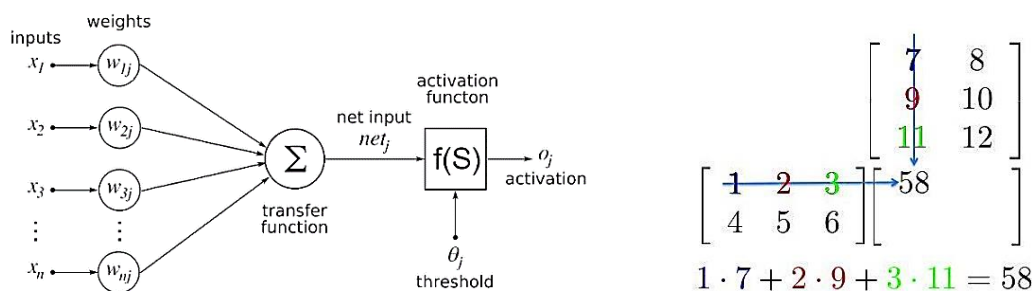 weights
inputs
x1 w1j
x2 w2j
x3 w3j
⋮ ⋮
xn wnj
Σ
transfer
function
net input
netj
activation
functon
f(S)
oj
activation
θj
threshold
7 8
9 10
11 12
1 2 3 58
4 5 6
1 · 7 + 2 · 9 + 3 · 11 = 58